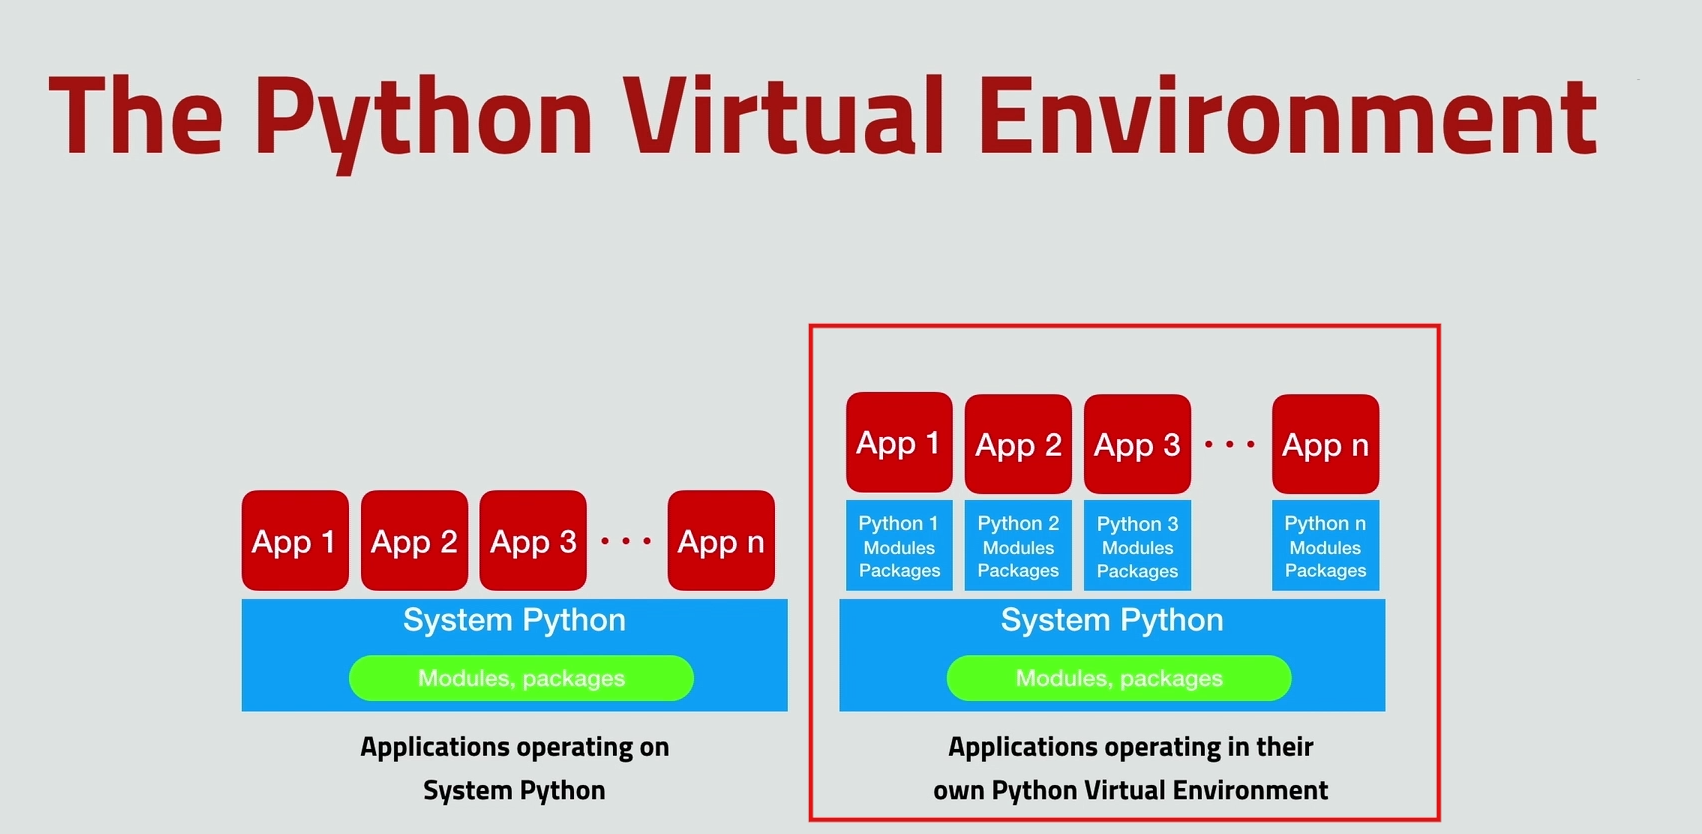 The Python Virtual Environment
App 1
App 2
App 3
App n
System Python
Modules, packages
Applications operating on
System Python
App 1
App 2
App 3
App n
Python 1
Modules
Packages
Python 2
Modules
Packages
Python 3
Modules
Packages
Python n
Modules
Packages
System Python
Modules, packages
Applications operating in their
own Python Virtual Environment